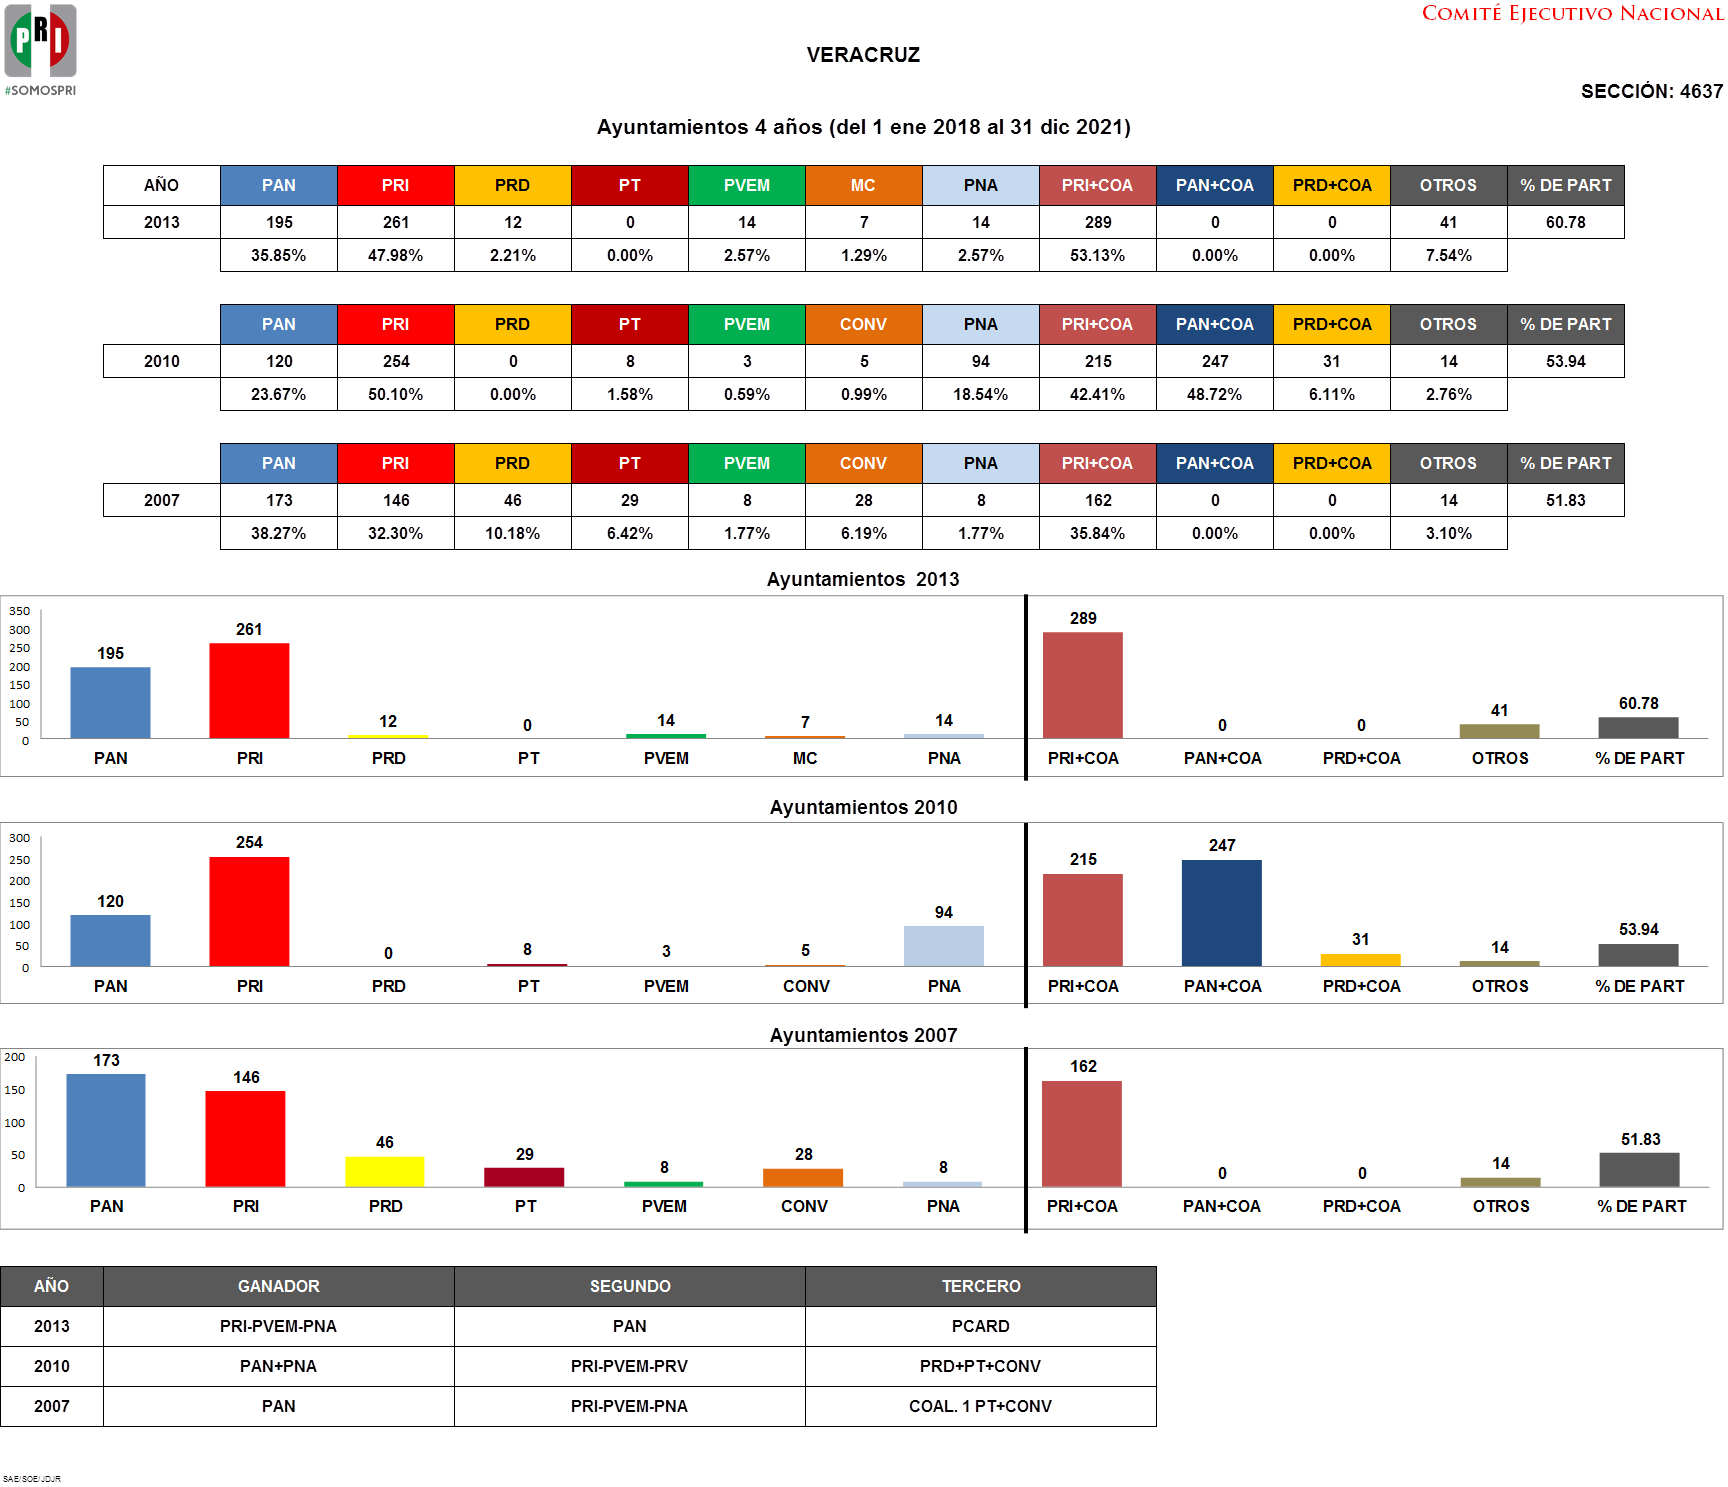 PRI
#SOMOSPRI
COMITÉ EJECUTIVO NACIONAL
VERACRUZ
SECCIÓN: 4637
Ayuntamientos 4 años (del 1 ene 2018 al 31 dic 2021)
AÑO PAN PRI PRD PT PVEM MC PNA PRI+COA PAN+COA PRD+COA OTROS % DE PART
2013 195 261 12 0 14 7 14 289 0 0 41 60.78
35.85% 47.98% 2.21% 0.00% 2.57% 1.29% 2.57% 53.13% 0.00% 0.00% 7.54%
PAN PRI PRD PT PVEM CONV PNA PRI+COA PAN+COA PRD+COA OTROS % DE PART
2010 120 254 0 8 3 5 94 215 247 31 14 53.94
23.67% 50.10% 0.00% 1.58% 0.59% 0.99% 18.54% 42.41% 48.72% 6.11% 2.76%
PAN PRI PRD PT PVEM CONV PNA PRI+COA PAN+COA PRD+COA OTROS % DE PART
2007 173 146 46 29 8 28 8 162 0 0 14 51.83
38.27% 32.30% 10.18% 6.42% 1.77% 6.19% 1.77% 35.84% 0.00% 0.00% 3.10%
Ayuntamientos 2013
350
300
250
200
150
100
50
0
195 261 12 0 14 7 14 289 0 0 41 60.78
PAN PRI PRD PT PVEM MC PNA PRI+COA PAN+COA PRD+COA OTROS % DE PART
Ayuntamientos 2010
300
250
200
150
100
50
0
120 254 0 8 3 5 94 215 247 31 14 53.94
PAN PRI PRD PT PVEM CONV PNA PRI+COA PAN+COA PRD+COA OTROS % DE PART
Ayuntamientos 2007
200
150
100
50
0
173 146 46 29 8 28 8 162 0 0 14 51.83
PAN PRI PRD PT PVEM CONV PNA PRI+COA PAN+COA PRD+COA OTROS % DE PART
AÑO GANADOR SEGUNDO TERCERO
2013 PRI-PVEM-PNA PAN PCARD
2010 PAN+PNA PRI-PVEM-PRV PRD+PT+CONV
2007 PAN PRI-PVEM-PNA COAL. 1 PT+CONV
SAE/SOE/JDJR